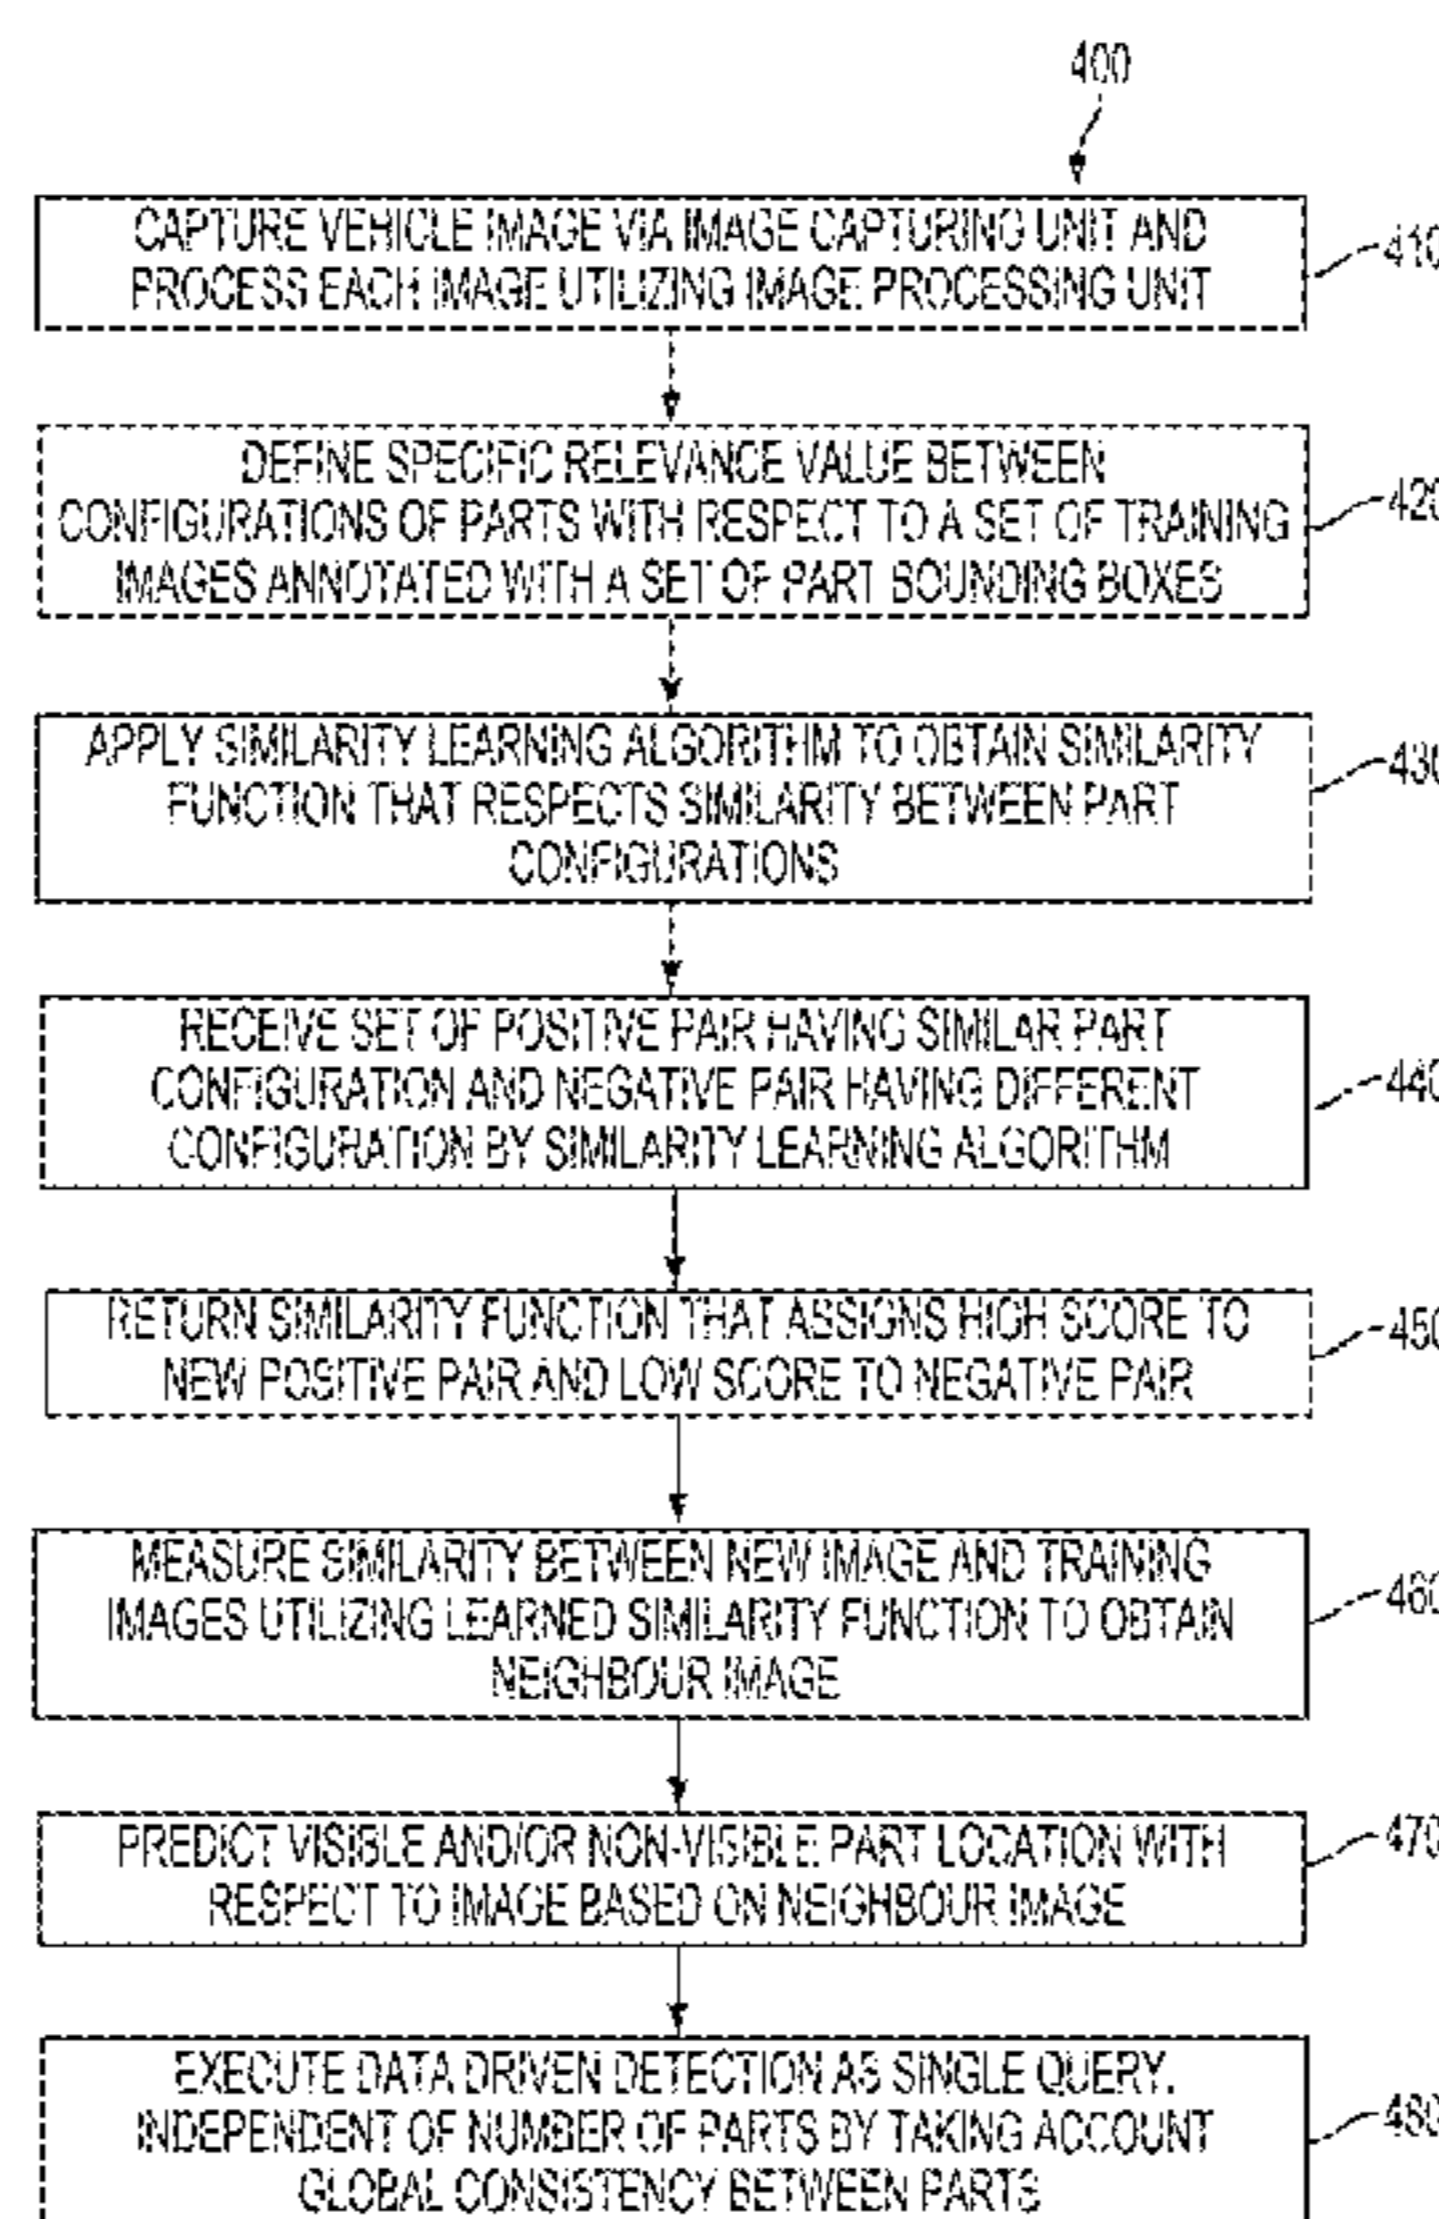 400
CAPTURE VEHICLE IMAGE VIA IMAGE CAPTURING UNIT AND
PROCESS EACH IMAGE UTILIZING IMAGE PROCESSING UNIT
410
DEFINE SPECIFIC RELEVANCE VALUE BETWEEN
CONFIGURATIONS OF PARTS WITH RESPECT TO A SET OF TRAINING
IMAGES ANNOTATED WITH A SET OF PART BOUNDING BOXES
420
APPLY SIMILARITY LEARNING ALGORITHM TO OBTAIN SIMILARITY
FUNCTION THAT RESPECTS SIMILARITY BETWEEN PART
CONFIGURATIONS
430
RECEIVE SET OF POSITIVE PAIR HAVING SIMILAR PART
CONFIGURATION AND NEGATIVE PAIR HAVING DIFFERENT
CONFIGURATION BY SIMILARITY LEARNING ALGORITHM
440
RETURN SIMILARITY FUNCTION THAT ASSIGNS HIGH SCORE TO
NEW POSITIVE PAIR AND LOW SCORE TO NEGATIVE PAIR
450
MEASURE SIMILARITY BETWEEN NEW IMAGE AND TRAINING
IMAGES UTILIZING LEARNED SIMILARITY FUNCTION TO OBTAIN
NEIGHBOUR IMAGE
460
PREDICT VISIBLE AND/OR NON-VISIBLE PART LOCATION WITH
RESPECT TO IMAGE BASED ON NEIGHBOUR IMAGE
470
EXECUTE DATA DRIVEN DETECTION AS SINGLE QUERY.
INDEPENDENT OF NUMBER OF PARTS BY TAKING ACCOUNT
GLOBAL CONSISTENCY BETWEEN PARTS
480